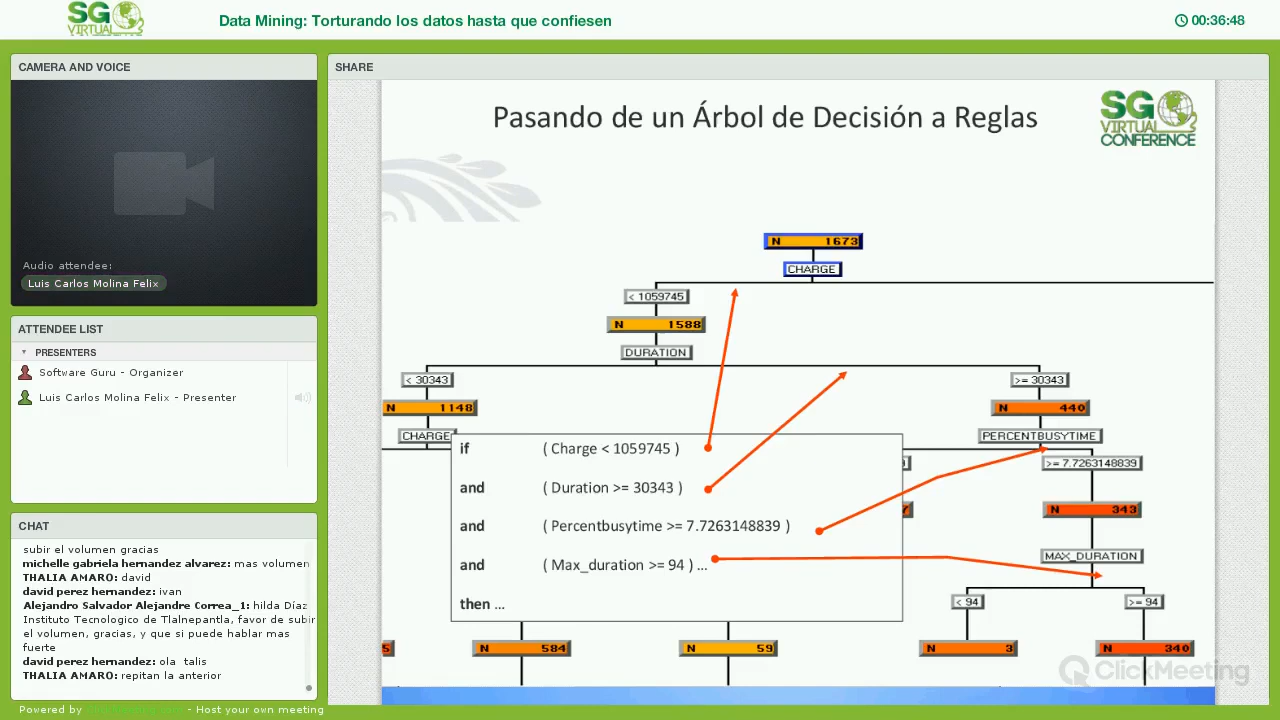 SG
VIRTUAL
CONFERENCE
Data Mining: Torturando los datos hasta que confiesen
00:36:48
CAMERA AND VOICE
Audio attendee:
Luis Carlos Molina Felix
ATTENDEE LIST
PRESENTERS
Software Guru - Organizer
Luis Carlos Molina Felix - Presenter
CHAT
subir el volumen gracias
michelle gabriela hernandez alvarez: mas volumen
THALIA AMARO: david
david perez hernandez: ivan
Alejandro Salvador Alejandre Correa_1: hilda Díaz
Instituto Tecnologico de Tlalnepantla, favor de subir
el volumen, gracias, y que si puede hablar mas
fuerte
david perez hernandez: ola talis
THALIA AMARO: repitan la anterior
Powered by ClickMeeting.com - Host your own meeting
SHARE
Pasando de un Árbol de Decisión a Reglas
SG
VIRTUAL
CONFERENCE
N 1673
CHARGE
< 1059745
N 1588
DURATION
< 30343
>= 30343
N 1148
N 440
CHARGE
PERCENTBUSYTIME
>= 7.7263148839
N 343
MAX_DURATION
< 94
>= 94
if ( Charge < 1059745 )
and ( Duration >= 30343 )
and ( Percentbusytime >= 7.7263148839 )
and ( Max_duration >= 94 ) ...
then ...
N 584
N 59
N 3
N 340
ClickMeeting